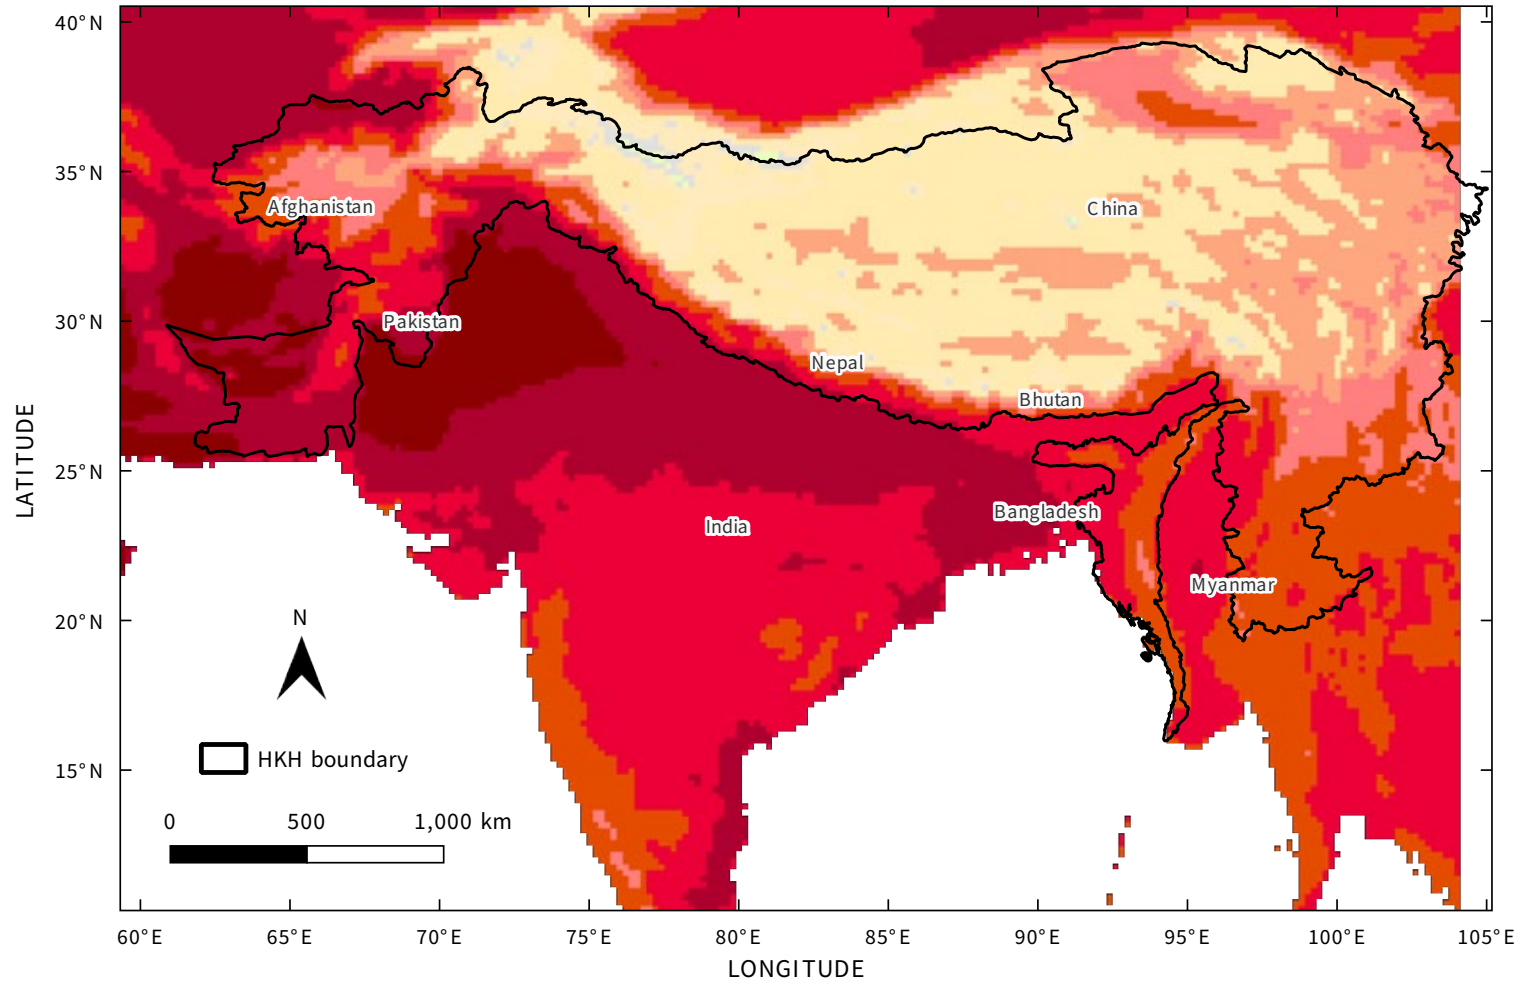 40°N
35°N
30°N
25°N
20°N
15°N
LATITUDE
Afghanistan
China
Pakistan
Nepal
Bhutan
Bangladesh
India
Myanmar
N
HKH boundary
0 500 1,000 km
60°E 65°E 70°E 75°E 80°E 85°E 90°E 95°E 100°E 105°E
LONGITUDE